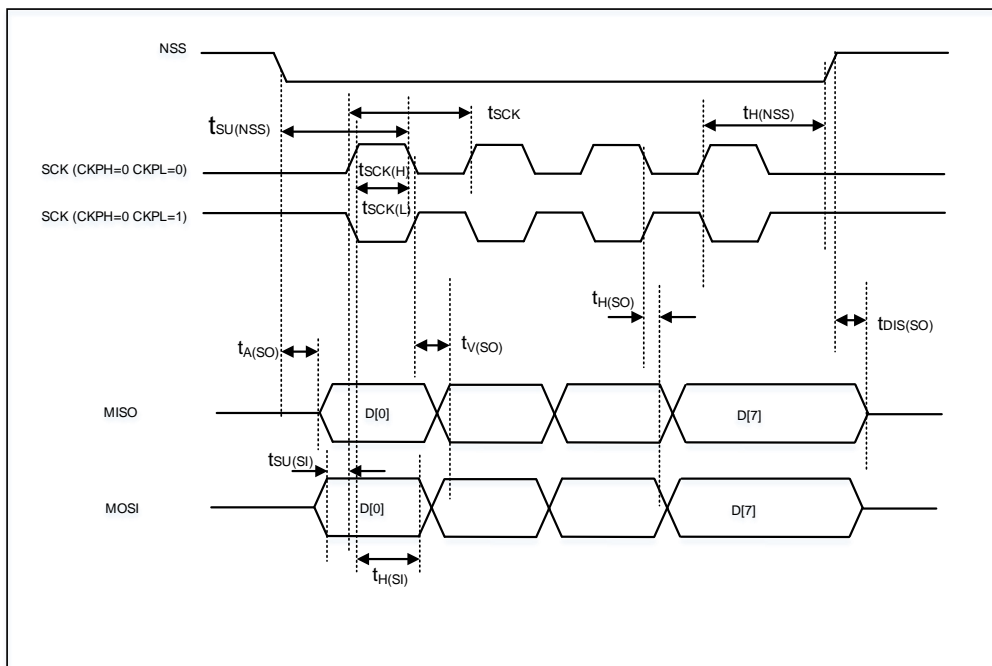 NSS
tSCK
tH(NSS)
tSU(NSS)
SCK (CKPH=0 CKPL=0)
tSCK(H)
tSCK(L)
SCK (CKPH=0 CKPL=1)
tH(SO)
tDIS(SO)
tA(SO)
tV(SO)
MISO
D[0]
D[7]
tSU(SI)
MOSI
D[0]
D[7]
tH(SI)